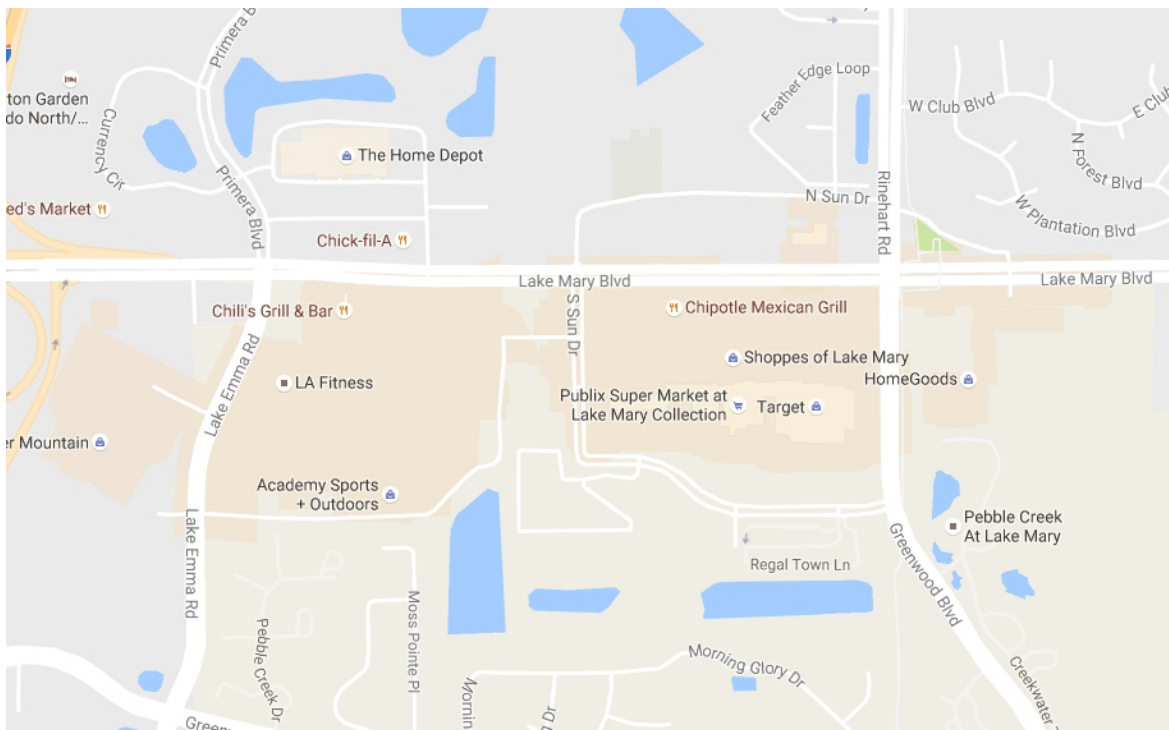 Primera B
Feather Edge Loop
ton Garden
do North/...
W Club Blvd
E Club
Currency Cir
The Home Depot
N Forest Blvd
Primera Blvd
Rinehart Rd
N Sun Dr
W Plantation Blvd
ed's Market
Chick-fil-A
Lake Mary Blvd
Lake Mary Blvd
Chili's Grill & Bar
S Sun Dr
Chipotle Mexican Grill
Lake Emma Rd
Shoppes of Lake Mary
LA Fitness
HomeGoods
Publix Super Market at
Lake Mary Collection
Target
er Mountain
Academy Sports
+ Outdoors
Lake Emma Rd
Pebble Creek
At Lake Mary
Greenwood Blvd
Regal Town Ln
Moss Pointe Pl
Pebble Creek Dr
Morning Glory Dr
Mornin
Creekwater
Green
g Dr